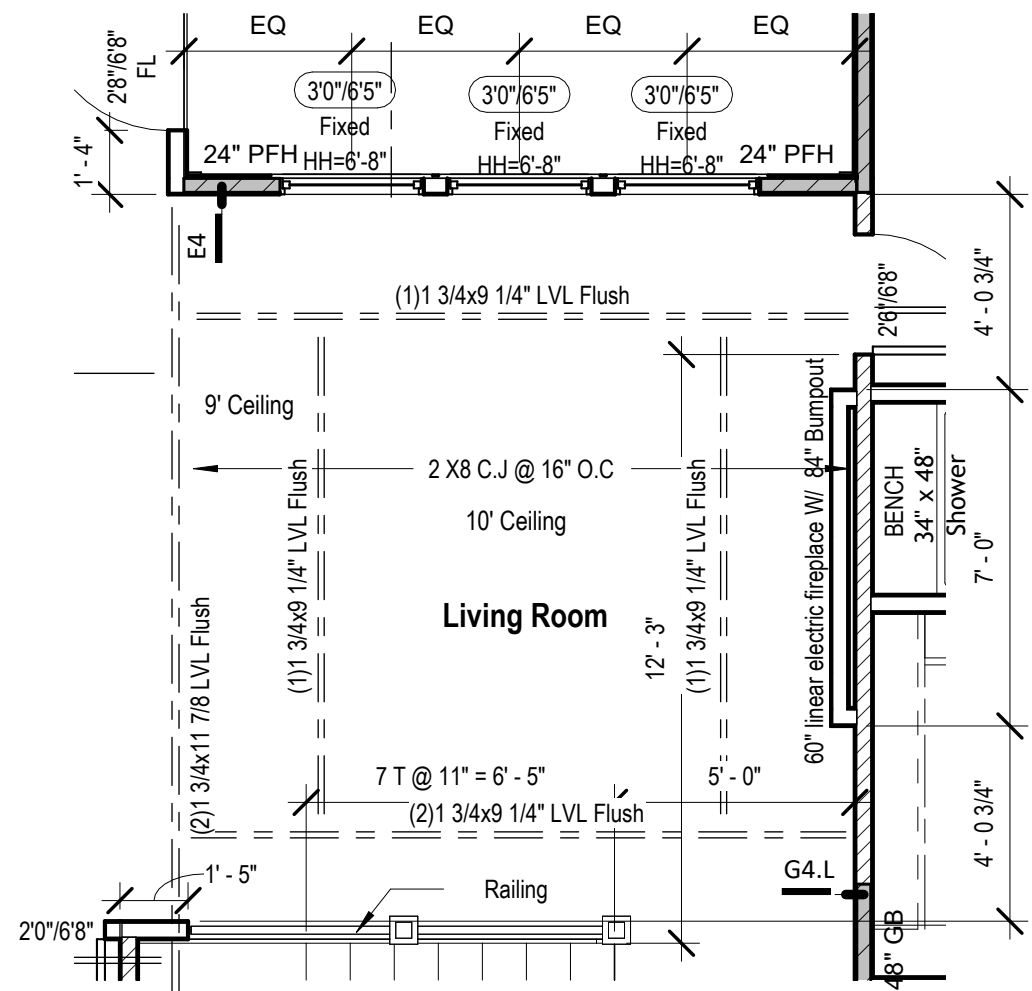 EQ
EQ
EQ
EQ
2'8"/6'8"
FL
3'0"/6'5"
Fixed
HH=6'-8"
3'0"/6'5"
Fixed
HH=6'-8"
3'0"/6'5"
Fixed
HH=6'-8"
1' - 4"
24" PFH
24" PFH
E4
(1)1 3/4x9 1/4" LVL Flush
2'6"/6'8"
4' - 0 3/4"
9' Ceiling
2 X8 C.J @ 16" O.C
10' Ceiling
Living Room
(1)1 3/4x9 1/4" LVL Flush
12' - 3"
(1)1 3/4x9 1/4" LVL Flush
60" linear electric fireplace W/ 84" Bumpout
BENCH
34" x 48"
Shower
7' - 0"
(2)1 3/4x11 7/8 LVL Flush
7 T @ 11" = 6' - 5"
5' - 0"
(2)1 3/4x9 1/4" LVL Flush
4' - 0 3/4"
1' - 5"
Railing
G4.L
2'0"/6'8"
48" GB